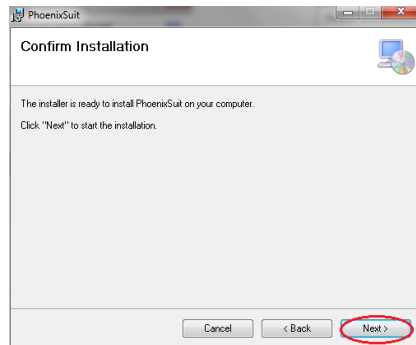 PhoenixSuit
Confirm Installation
The installer is ready to install PhoenixSuit on your computer.
Click "Next" to start the installation.
Cancel
< Back
Next >